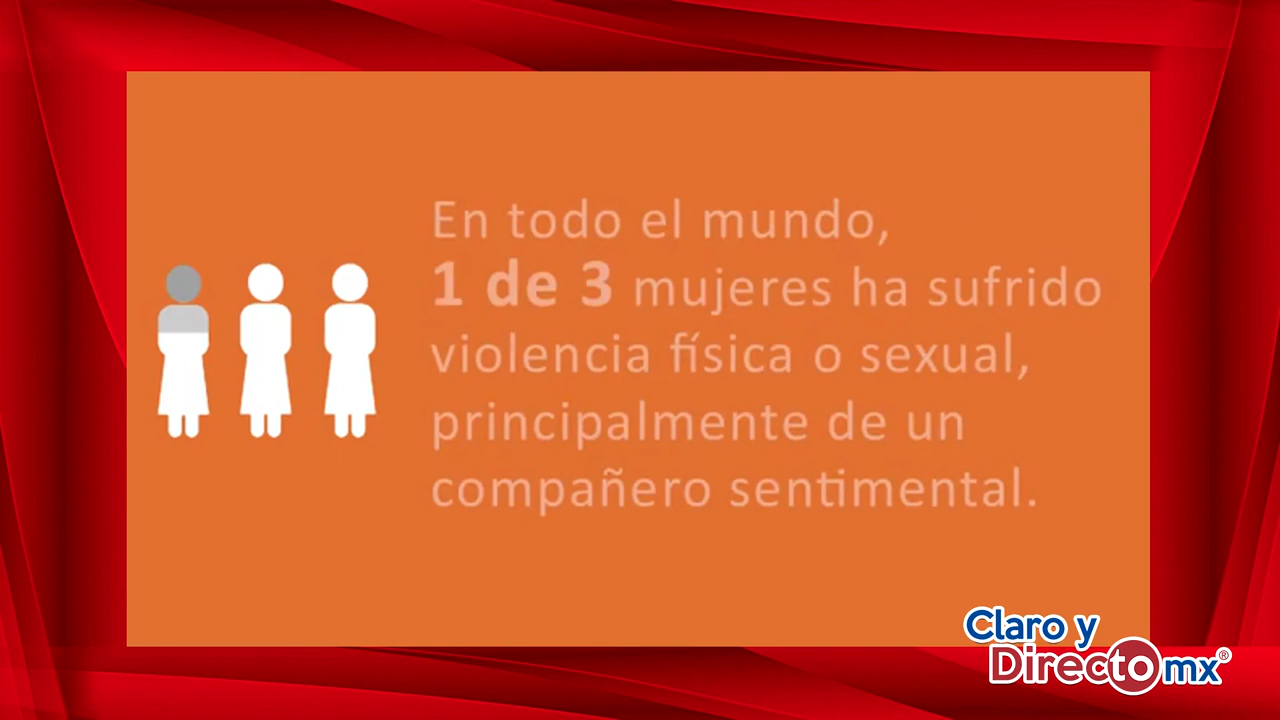 En todo el mundo,
1 de 3 mujeres ha sufrido
violencia física o sexual,
principalmente de un
compañero sentimental.
Claro y
Directo mx®